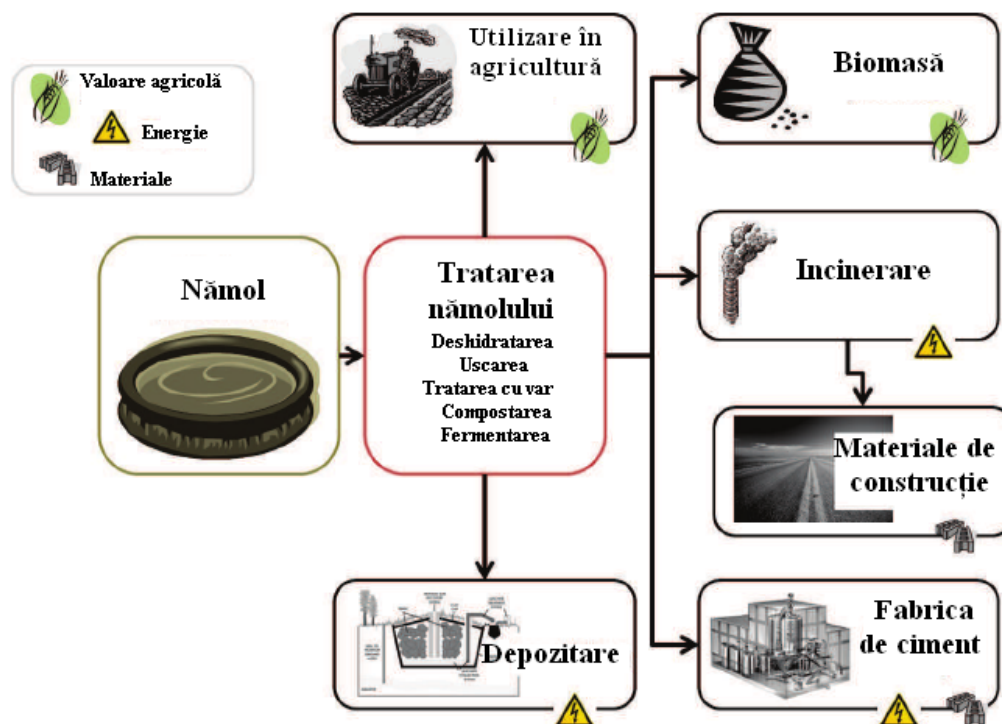 Valoare agricolă
Energie
Materiale
Utilizare în
agricultură
Biomasă
Nămol
Tratarea
nămolului
Deshidratarea
Uscarea
Tratarea cu var
Compostarea
Fermentarea
Incinerare
Materiale de
construcție
Depozitare
Fabrica
de ciment